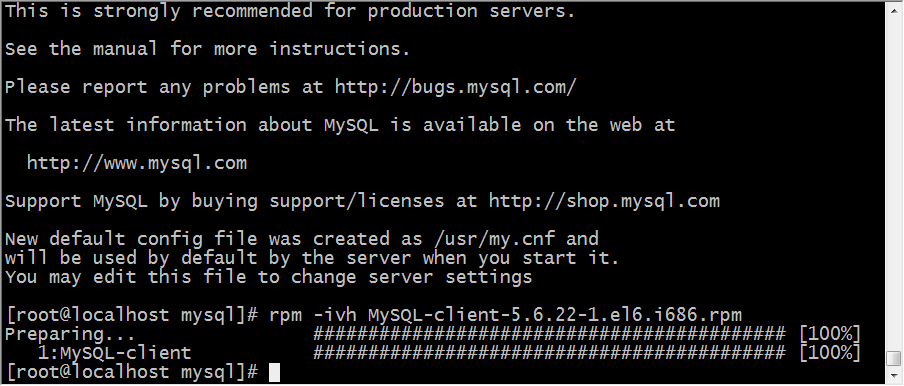 This is strongly recommended for production servers.
See the manual for more instructions.
Please report any problems at http://bugs.mysql.com/
The latest information about MySQL is available on the web at
http://www.mysql.com
Support MySQL by buying support/licenses at http://shop.mysql.com
New default config file was created as /usr/my.cnf and
will be used by default by the server when you start it.
You may edit this file to change server settings
[root@localhost mysql]# rpm -ivh MySQL-client-5.6.22-1.el6.i686.rpm
Preparing... ########################################### [100%]
1:MySQL-client ########################################### [100%]
[root@localhost mysql]#